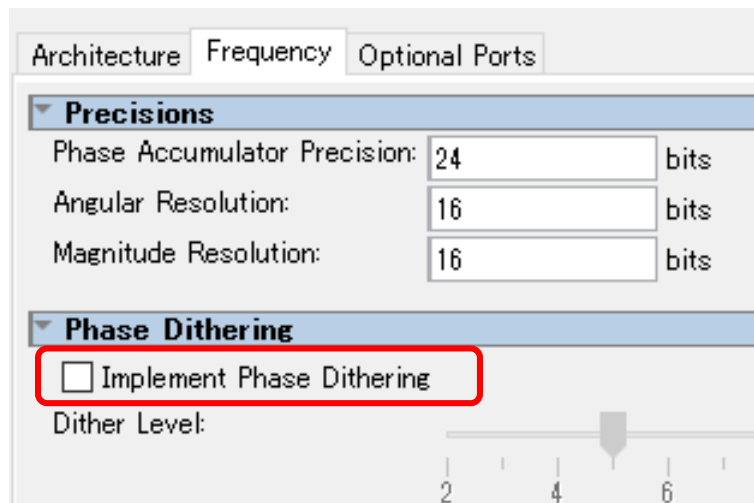 Architecture Frequency Optional Ports
Precisions
Phase Accumulator Precision: 24 bits
Angular Resolution: 16 bits
Magnitude Resolution: 16 bits
Phase Dithering
Implement Phase Dithering
Dither Level:
2 4 6